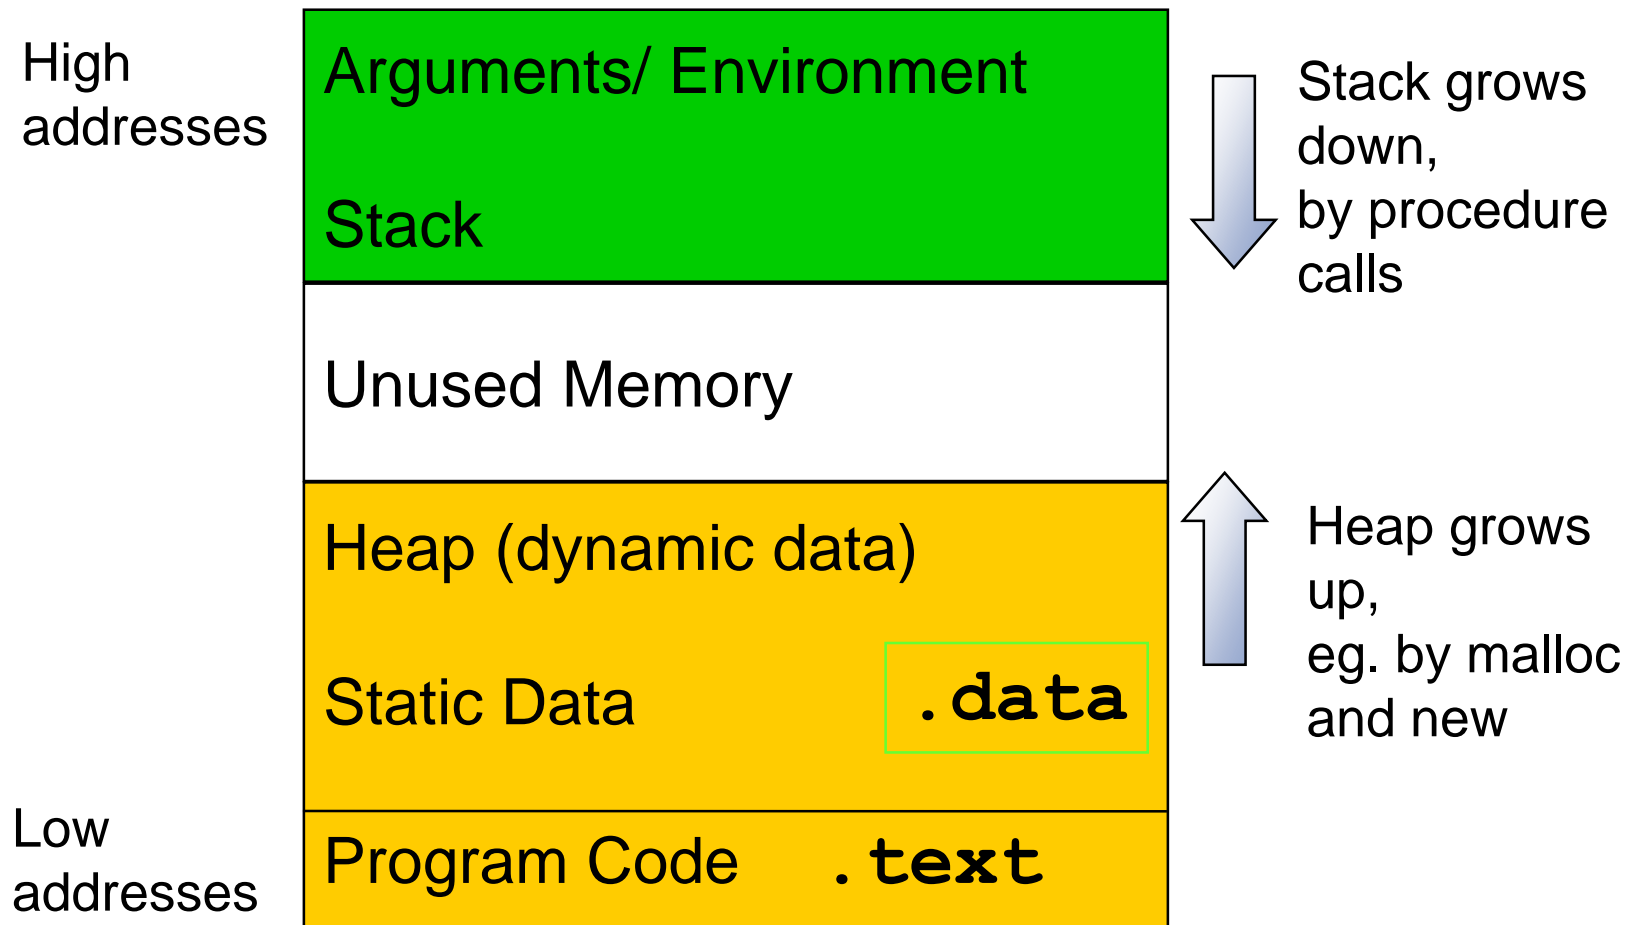 High
addresses
Arguments/ Environment
Stack
Stack grows
down,
by procedure
calls
Unused Memory
Heap (dynamic data)
Heap grows
up,
eg. by malloc
and new
Static Data .data
Low
addresses
Program Code .text